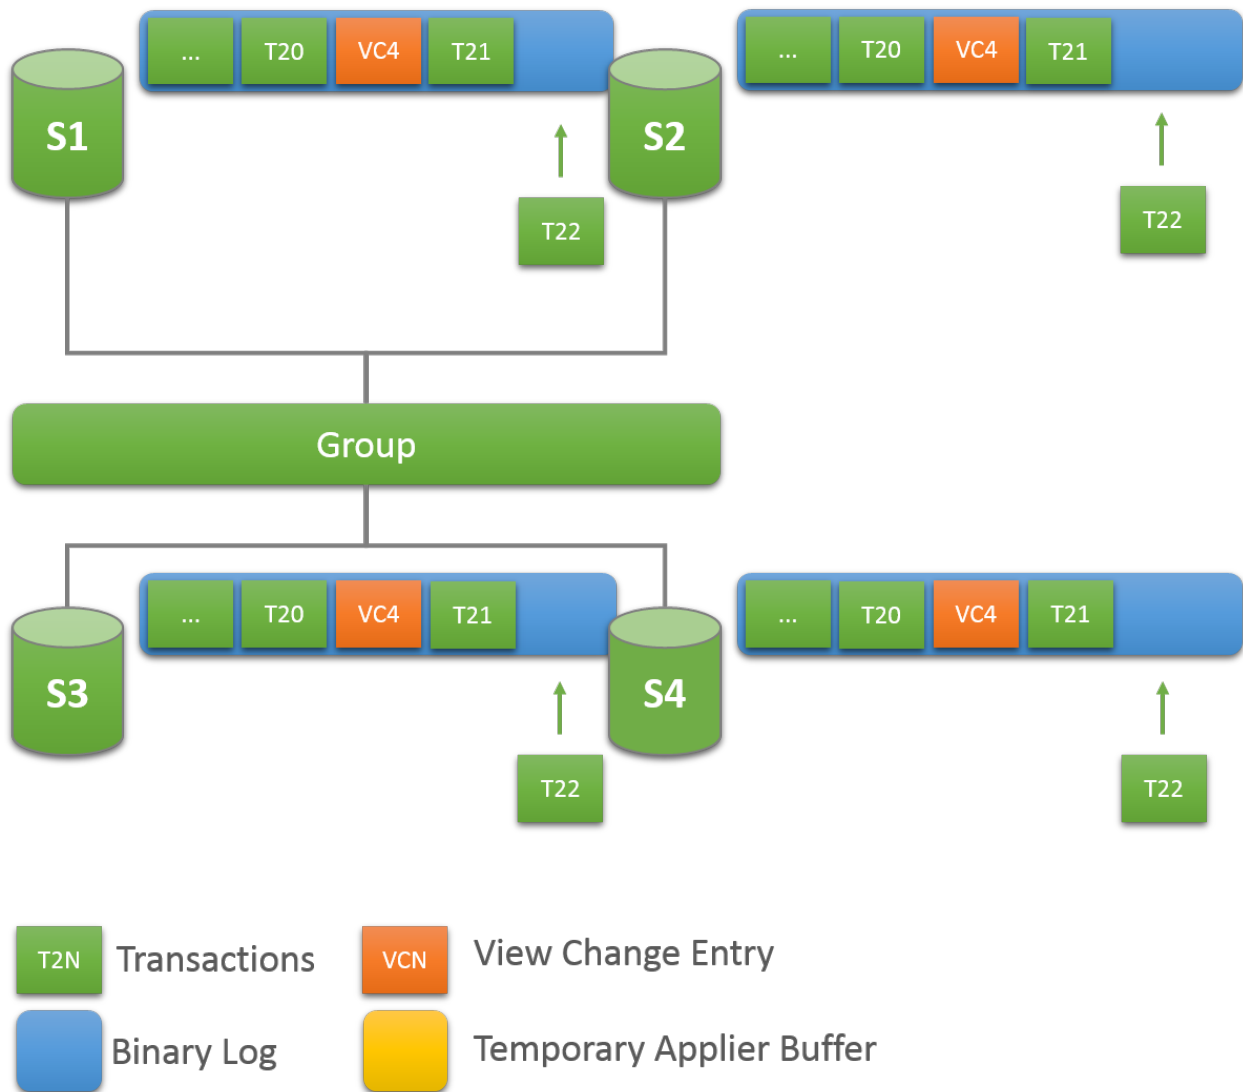 ... T20 VC4 T21
... T20 VC4 T21
S1
S2
T22
T22
Group
... T20 VC4 T21
... T20 VC4 T21
S3
S4
T22
T22
T2N Transactions
VCN View Change Entry
Binary Log
Temporary Applier Buffer